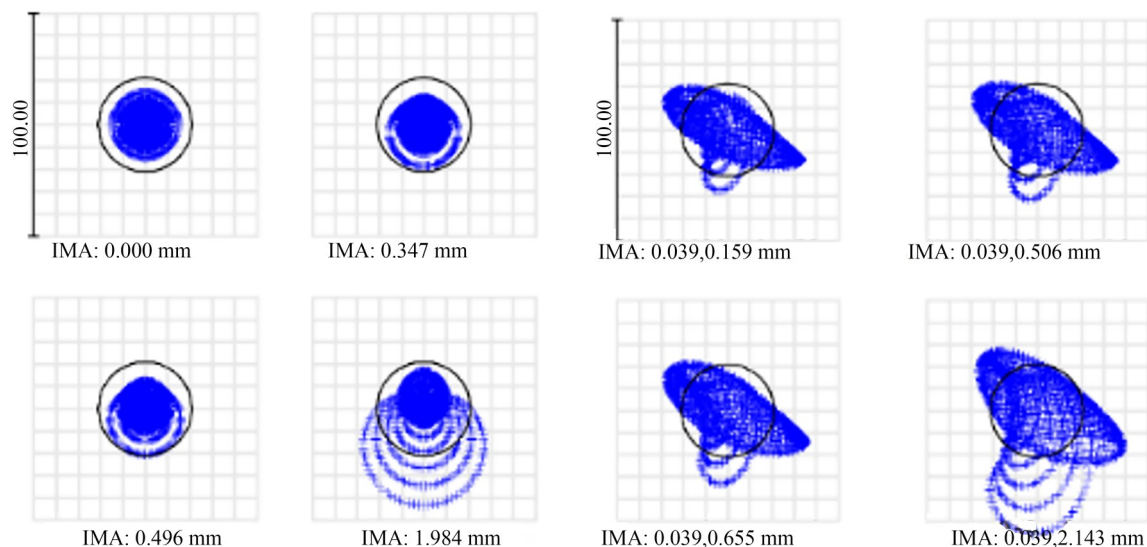 100.00
100.00
IMA: 0.000 mm
IMA: 0.347 mm
IMA: 0.039,0.159 mm
IMA: 0.039,0.506 mm
IMA: 0.496 mm
IMA: 1.984 mm
IMA: 0.039,0.655 mm
IMA: 0.039,2.143 mm